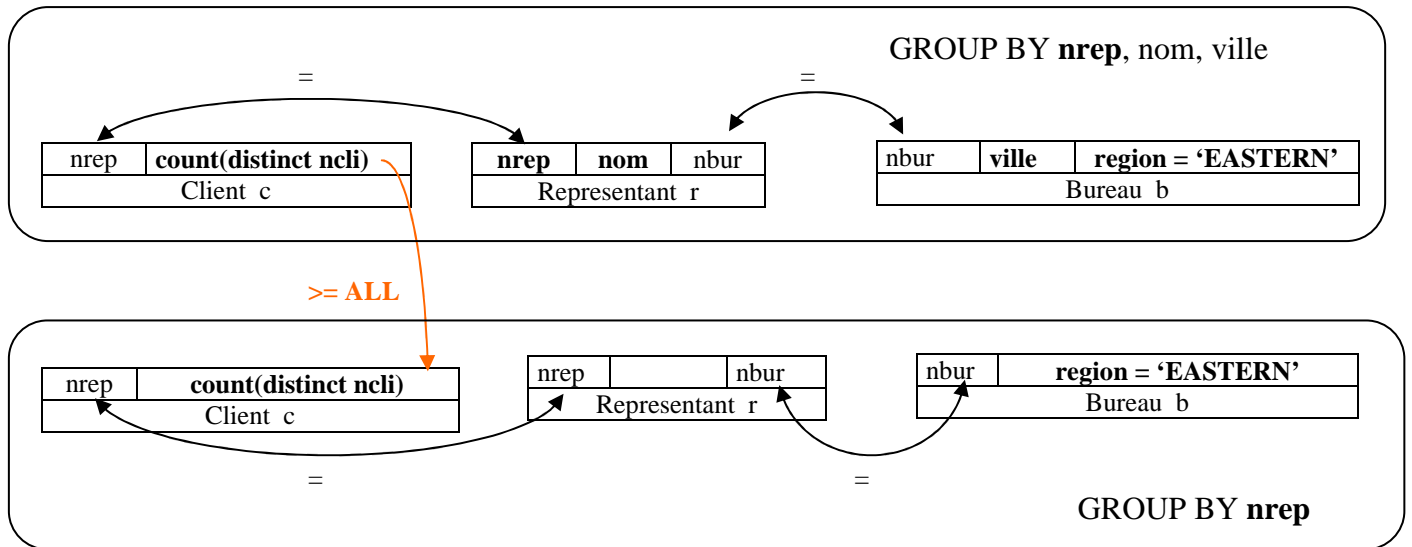 GROUP BY nrep, nom, ville
= =
nrep count(distinct ncli) nrep nom nbur nbur ville region = ‘EASTERN’
Client c Representant r Bureau b
>= ALL
nrep count(distinct ncli) nrep nbur nbur region = ‘EASTERN’
Client c Representant r Bureau b
= =
GROUP BY nrep